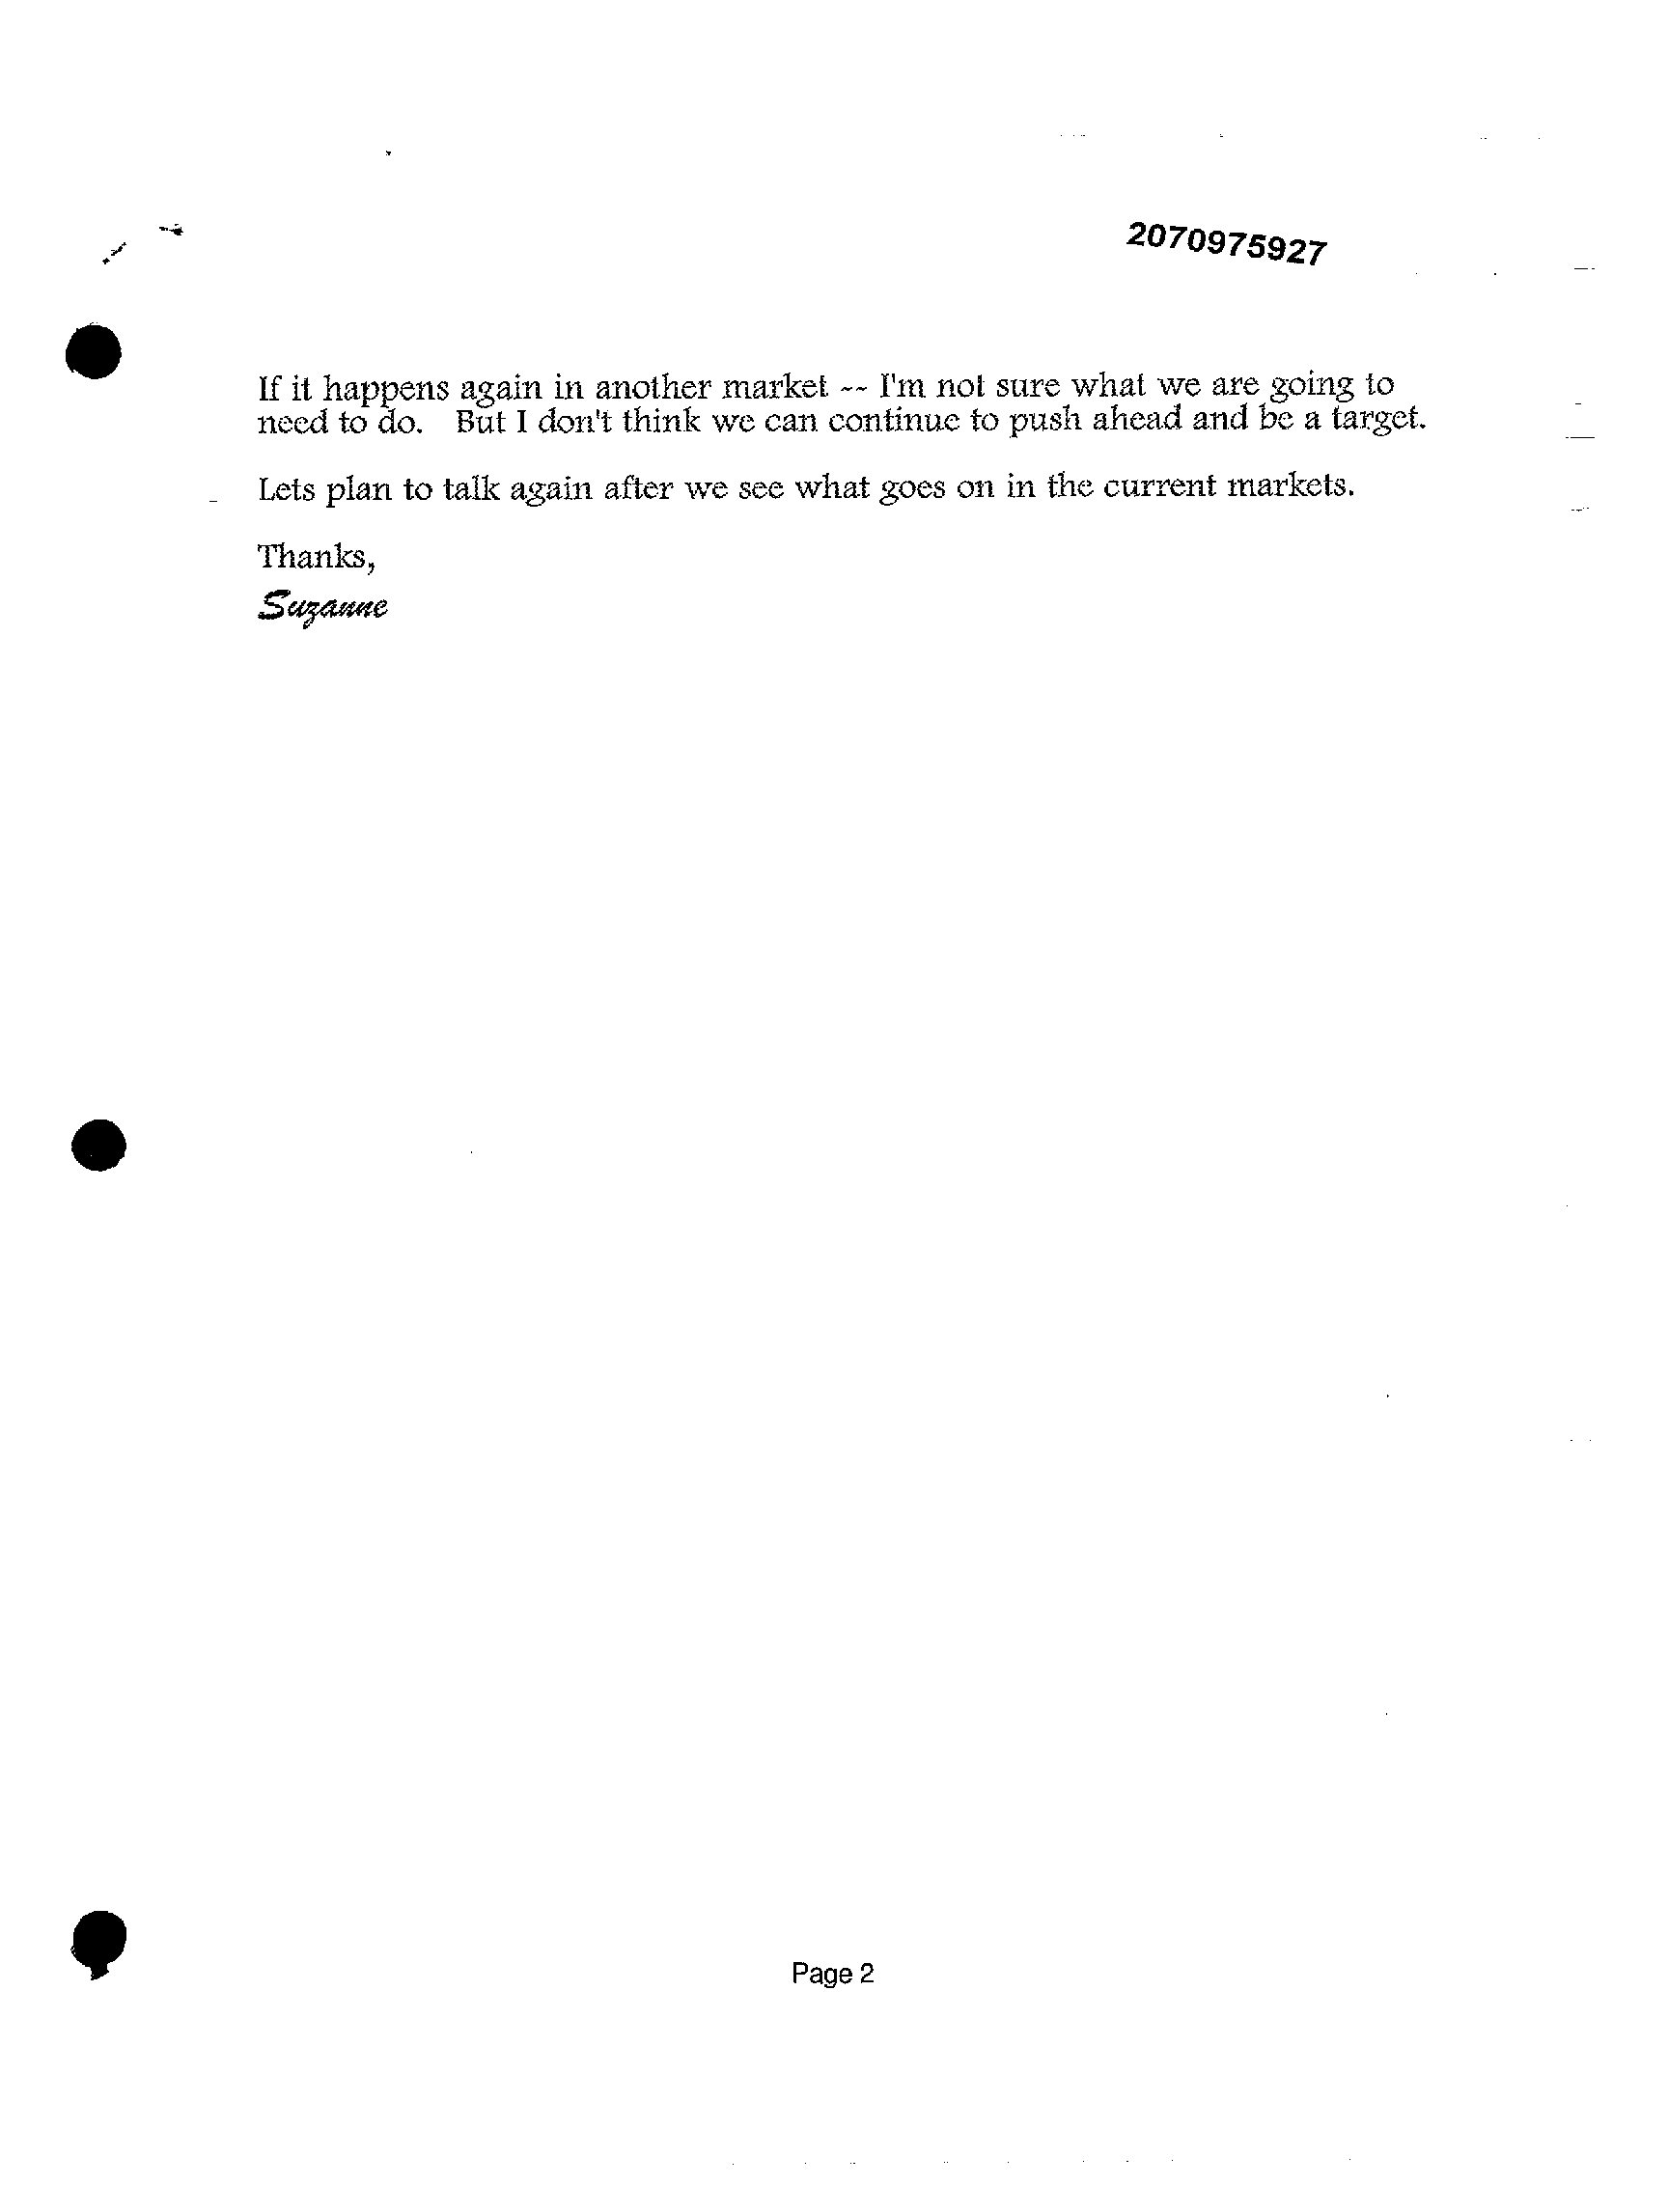 2070975927
If it happens again in another market -- I'm not sure what we are going to
need to do. But I don't think we can continue to push ahead and be a target.
Lets plan to talk again after we see what goes on in the current markets.
Thanks,
Suzanne
Page 2